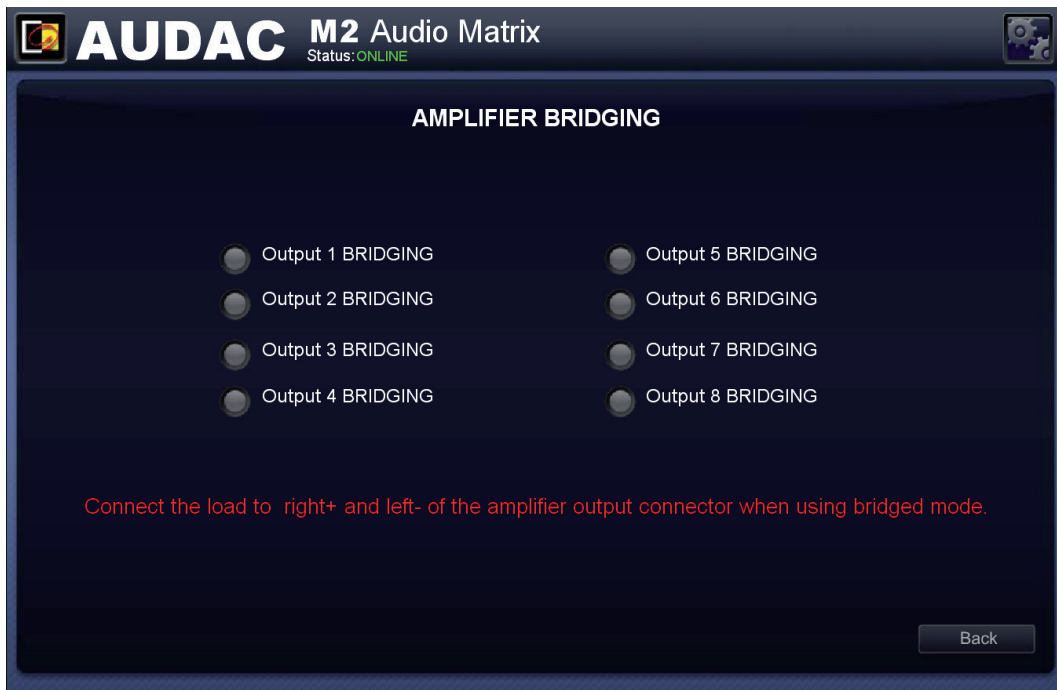 AUDAC M2 Audio Matrix
Status:ONLINE
AMPLIFIER BRIDGING
Output 1 BRIDGING
Output 2 BRIDGING
Output 3 BRIDGING
Output 4 BRIDGING
Output 5 BRIDGING
Output 6 BRIDGING
Output 7 BRIDGING
Output 8 BRIDGING
Connect the load to right+ and left- of the amplifier output connector when using bridged mode.
Back